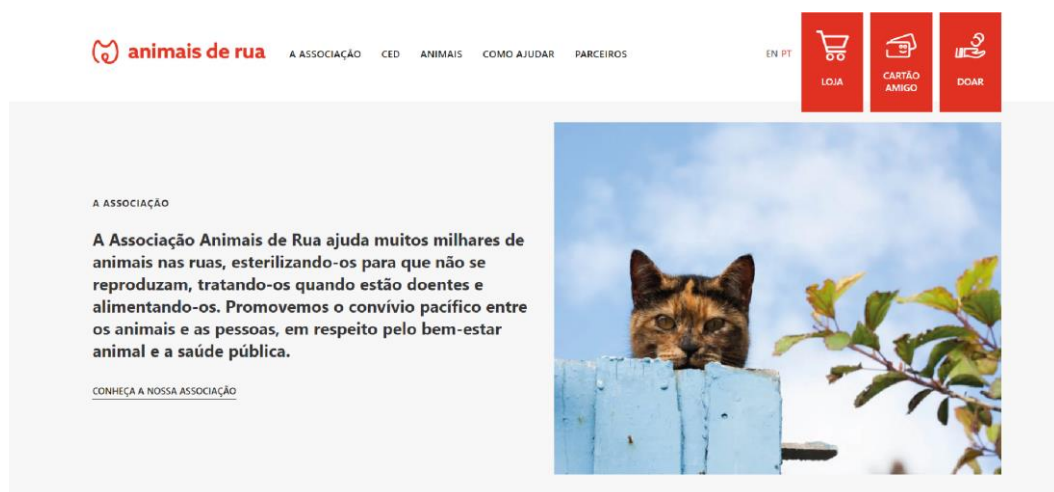 animais de rua
A ASSOCIAÇÃO
CED
ANIMAIS
COMO AJUDAR
PARCEIROS
EN PT
LOJA
CARTÃO
AMIGO
DOAR
A ASSOCIAÇÃO
A Associação Animais de Rua ajuda muitos milhares de
animais nas ruas, esterilizando-os para que não se
reproduzam, tratando-os quando estão doentes e
alimentando-os. Promovemos o convívio pacífico entre
os animais e as pessoas, em respeito pelo bem-estar
animal e a saúde pública.
CONHEÇA A NOSSA ASSOCIAÇÃO